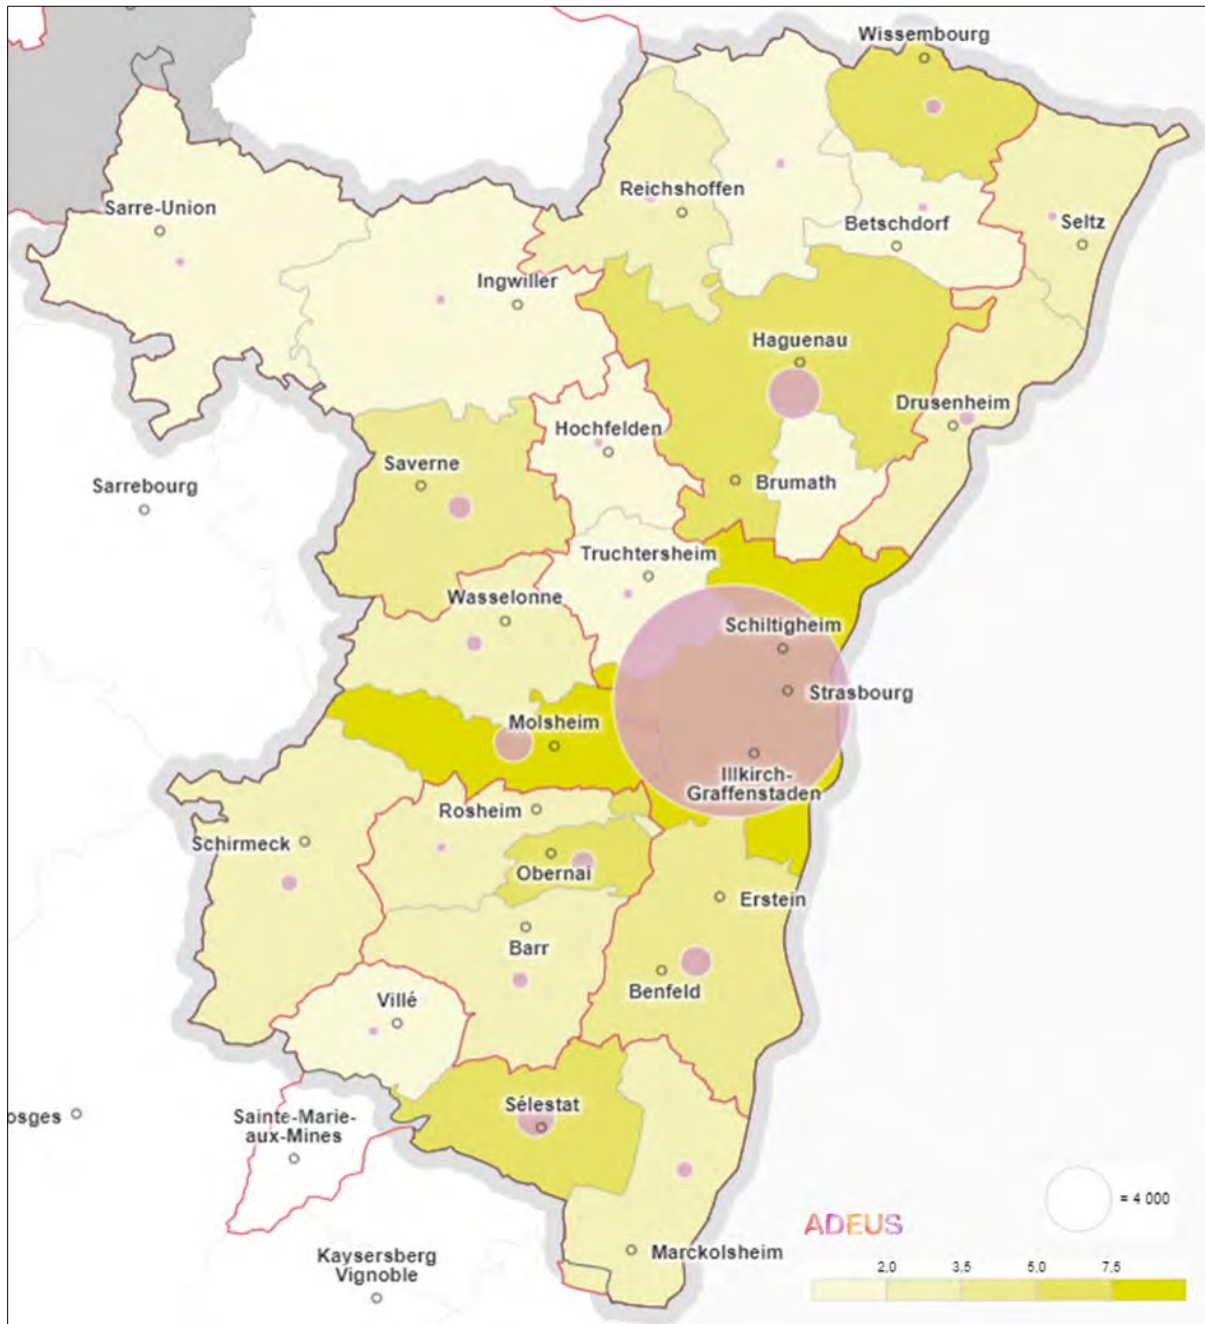 Wissembourg
Reichshoffen
Sarre-Union
Betschdorf
Seltz
Ingwiller
Haguenau
Drusenheim
Hochfelden
Saverne
Brumath
Sarrebourg
Truchtersheim
Wasselonne
Schiltigheim
Strasbourg
Molsheim
Illkirch-
Graffenstaden
Rosheim
Schirmeck
Obernai
Erstein
Barr
Benfeld
Villé
Sélestat
osges
Sainte-Marie-
aux-Mines
= 4 000
ADEUS
Marckolsheim
Kaysersberg
Vignoble
2,0 3,5 5,0 7,5